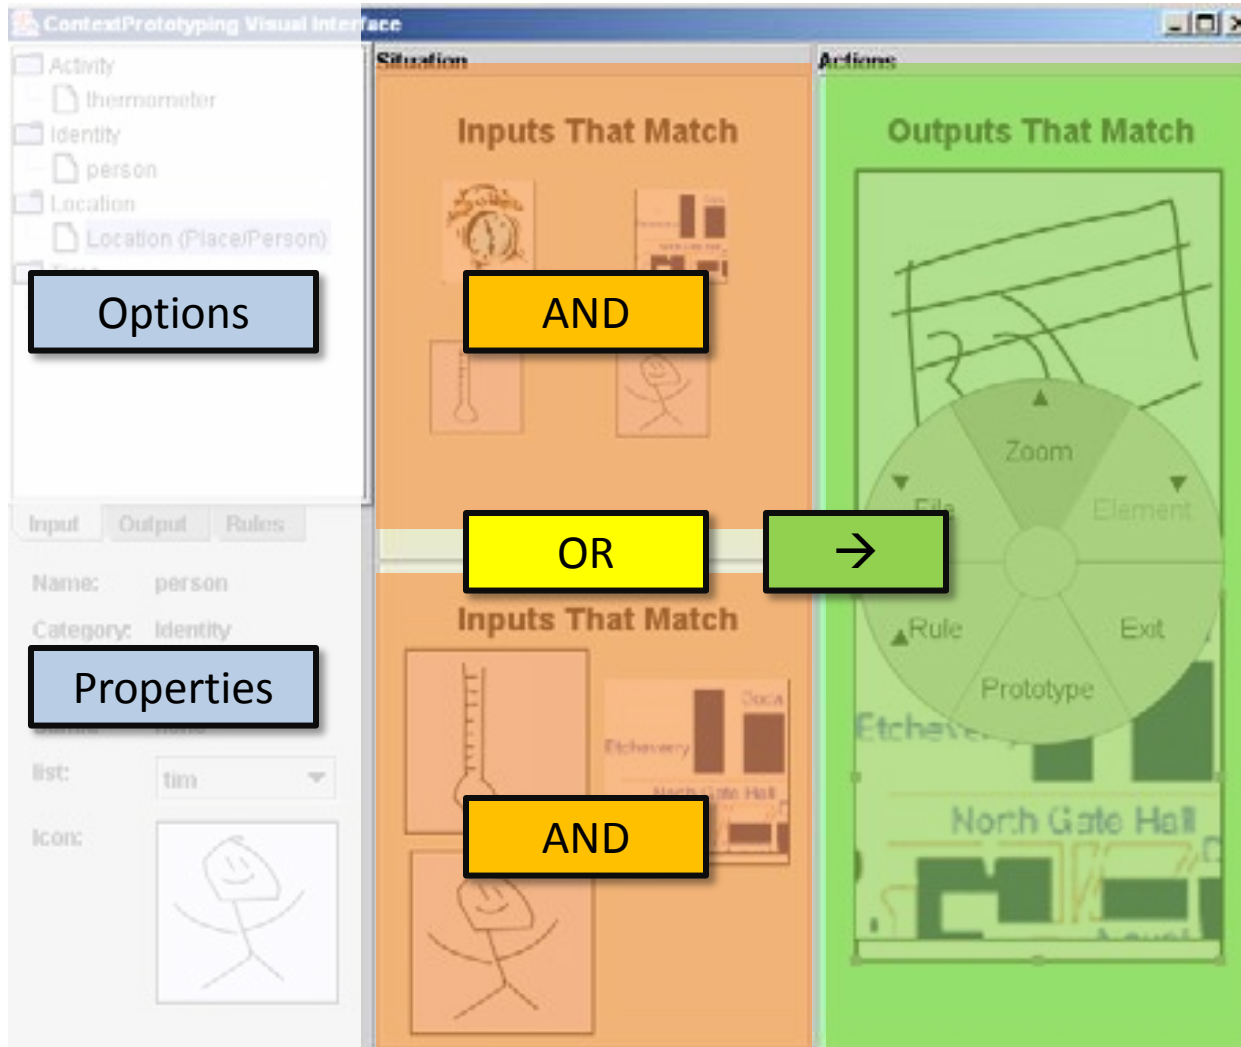 ContextPrototyping Visual Interface
Activity
thermometer
Identity
person
Location
Location (Place/Person)
Options
Input Output Rules
Name: person
Category: Identity
Properties
none
list: tim
Icon:
Situation
Inputs That Match
AND
OR
Inputs That Match
Etcheverry
North Gate Hall
AND
→
Actions
Outputs That Match
Zoom
File
Element
Rule
Exit
Prototype
North Gate Hall